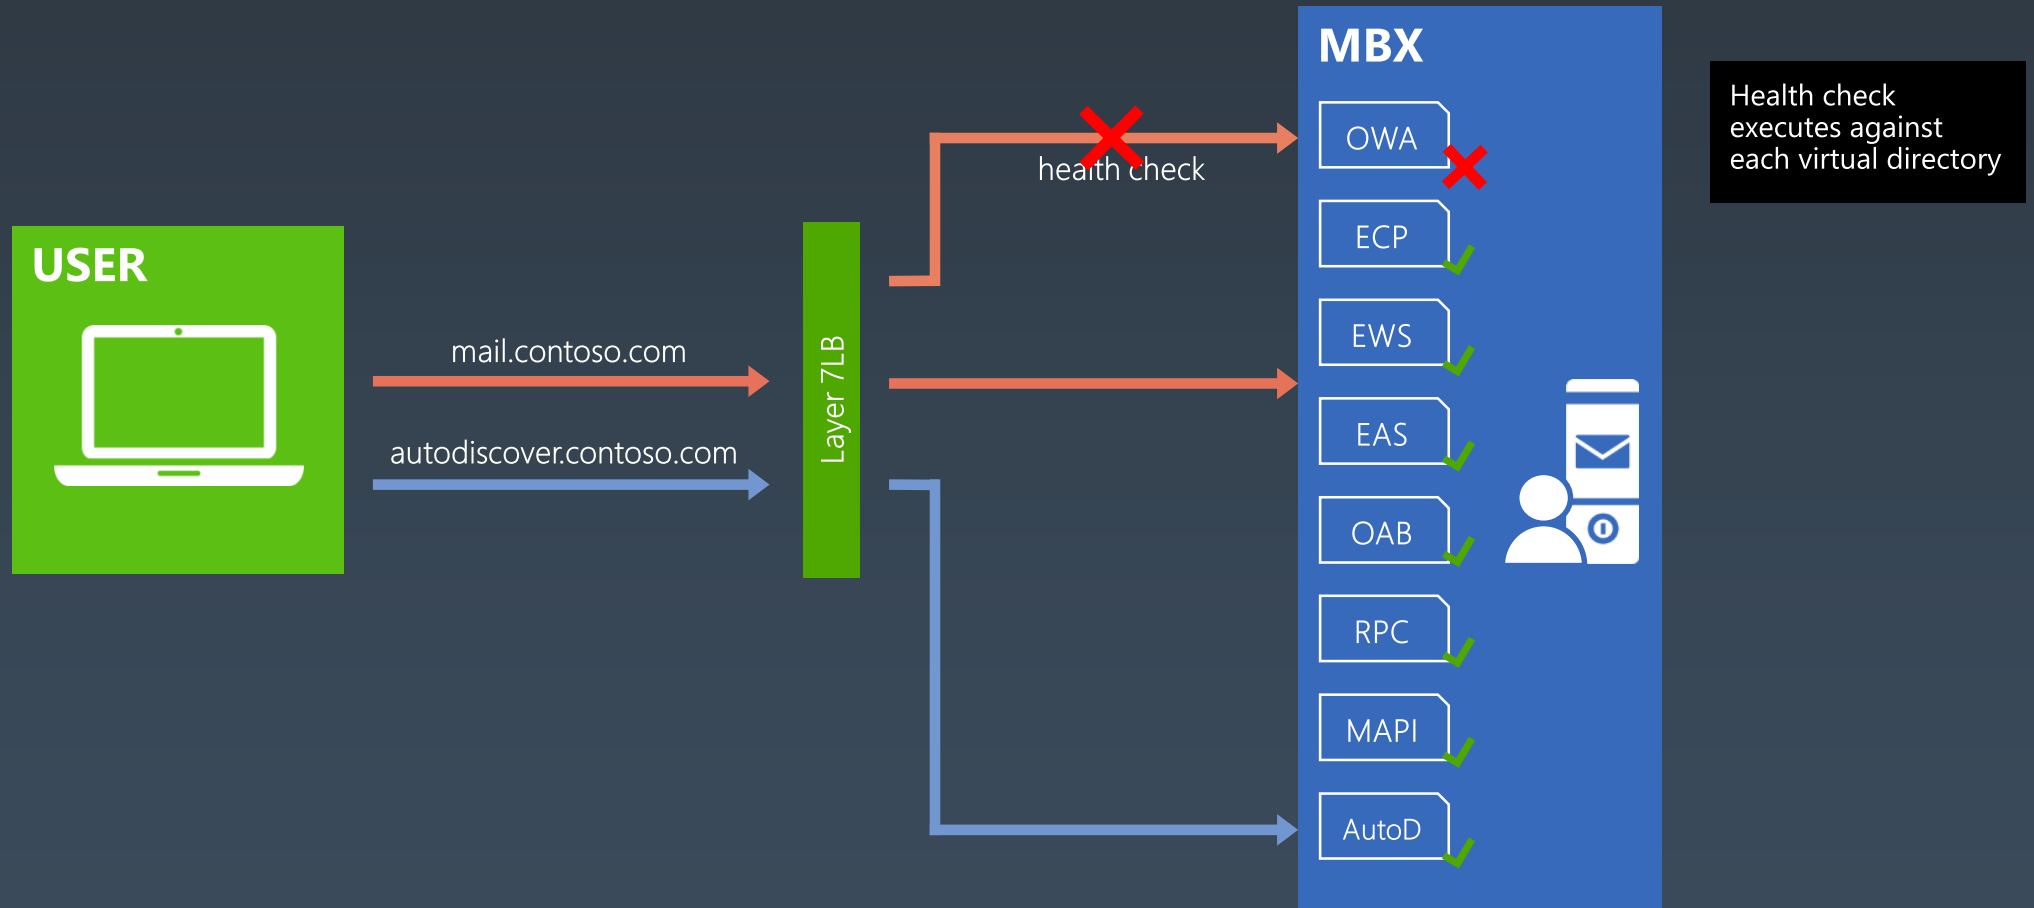 USER
mail.contoso.com
autodiscover.contoso.com
Layer 7LB
health check
MBX
OWA
ECP
EWS
EAS
OAB
RPC
MAPI
AutoD
Health check
executes against
each virtual directory